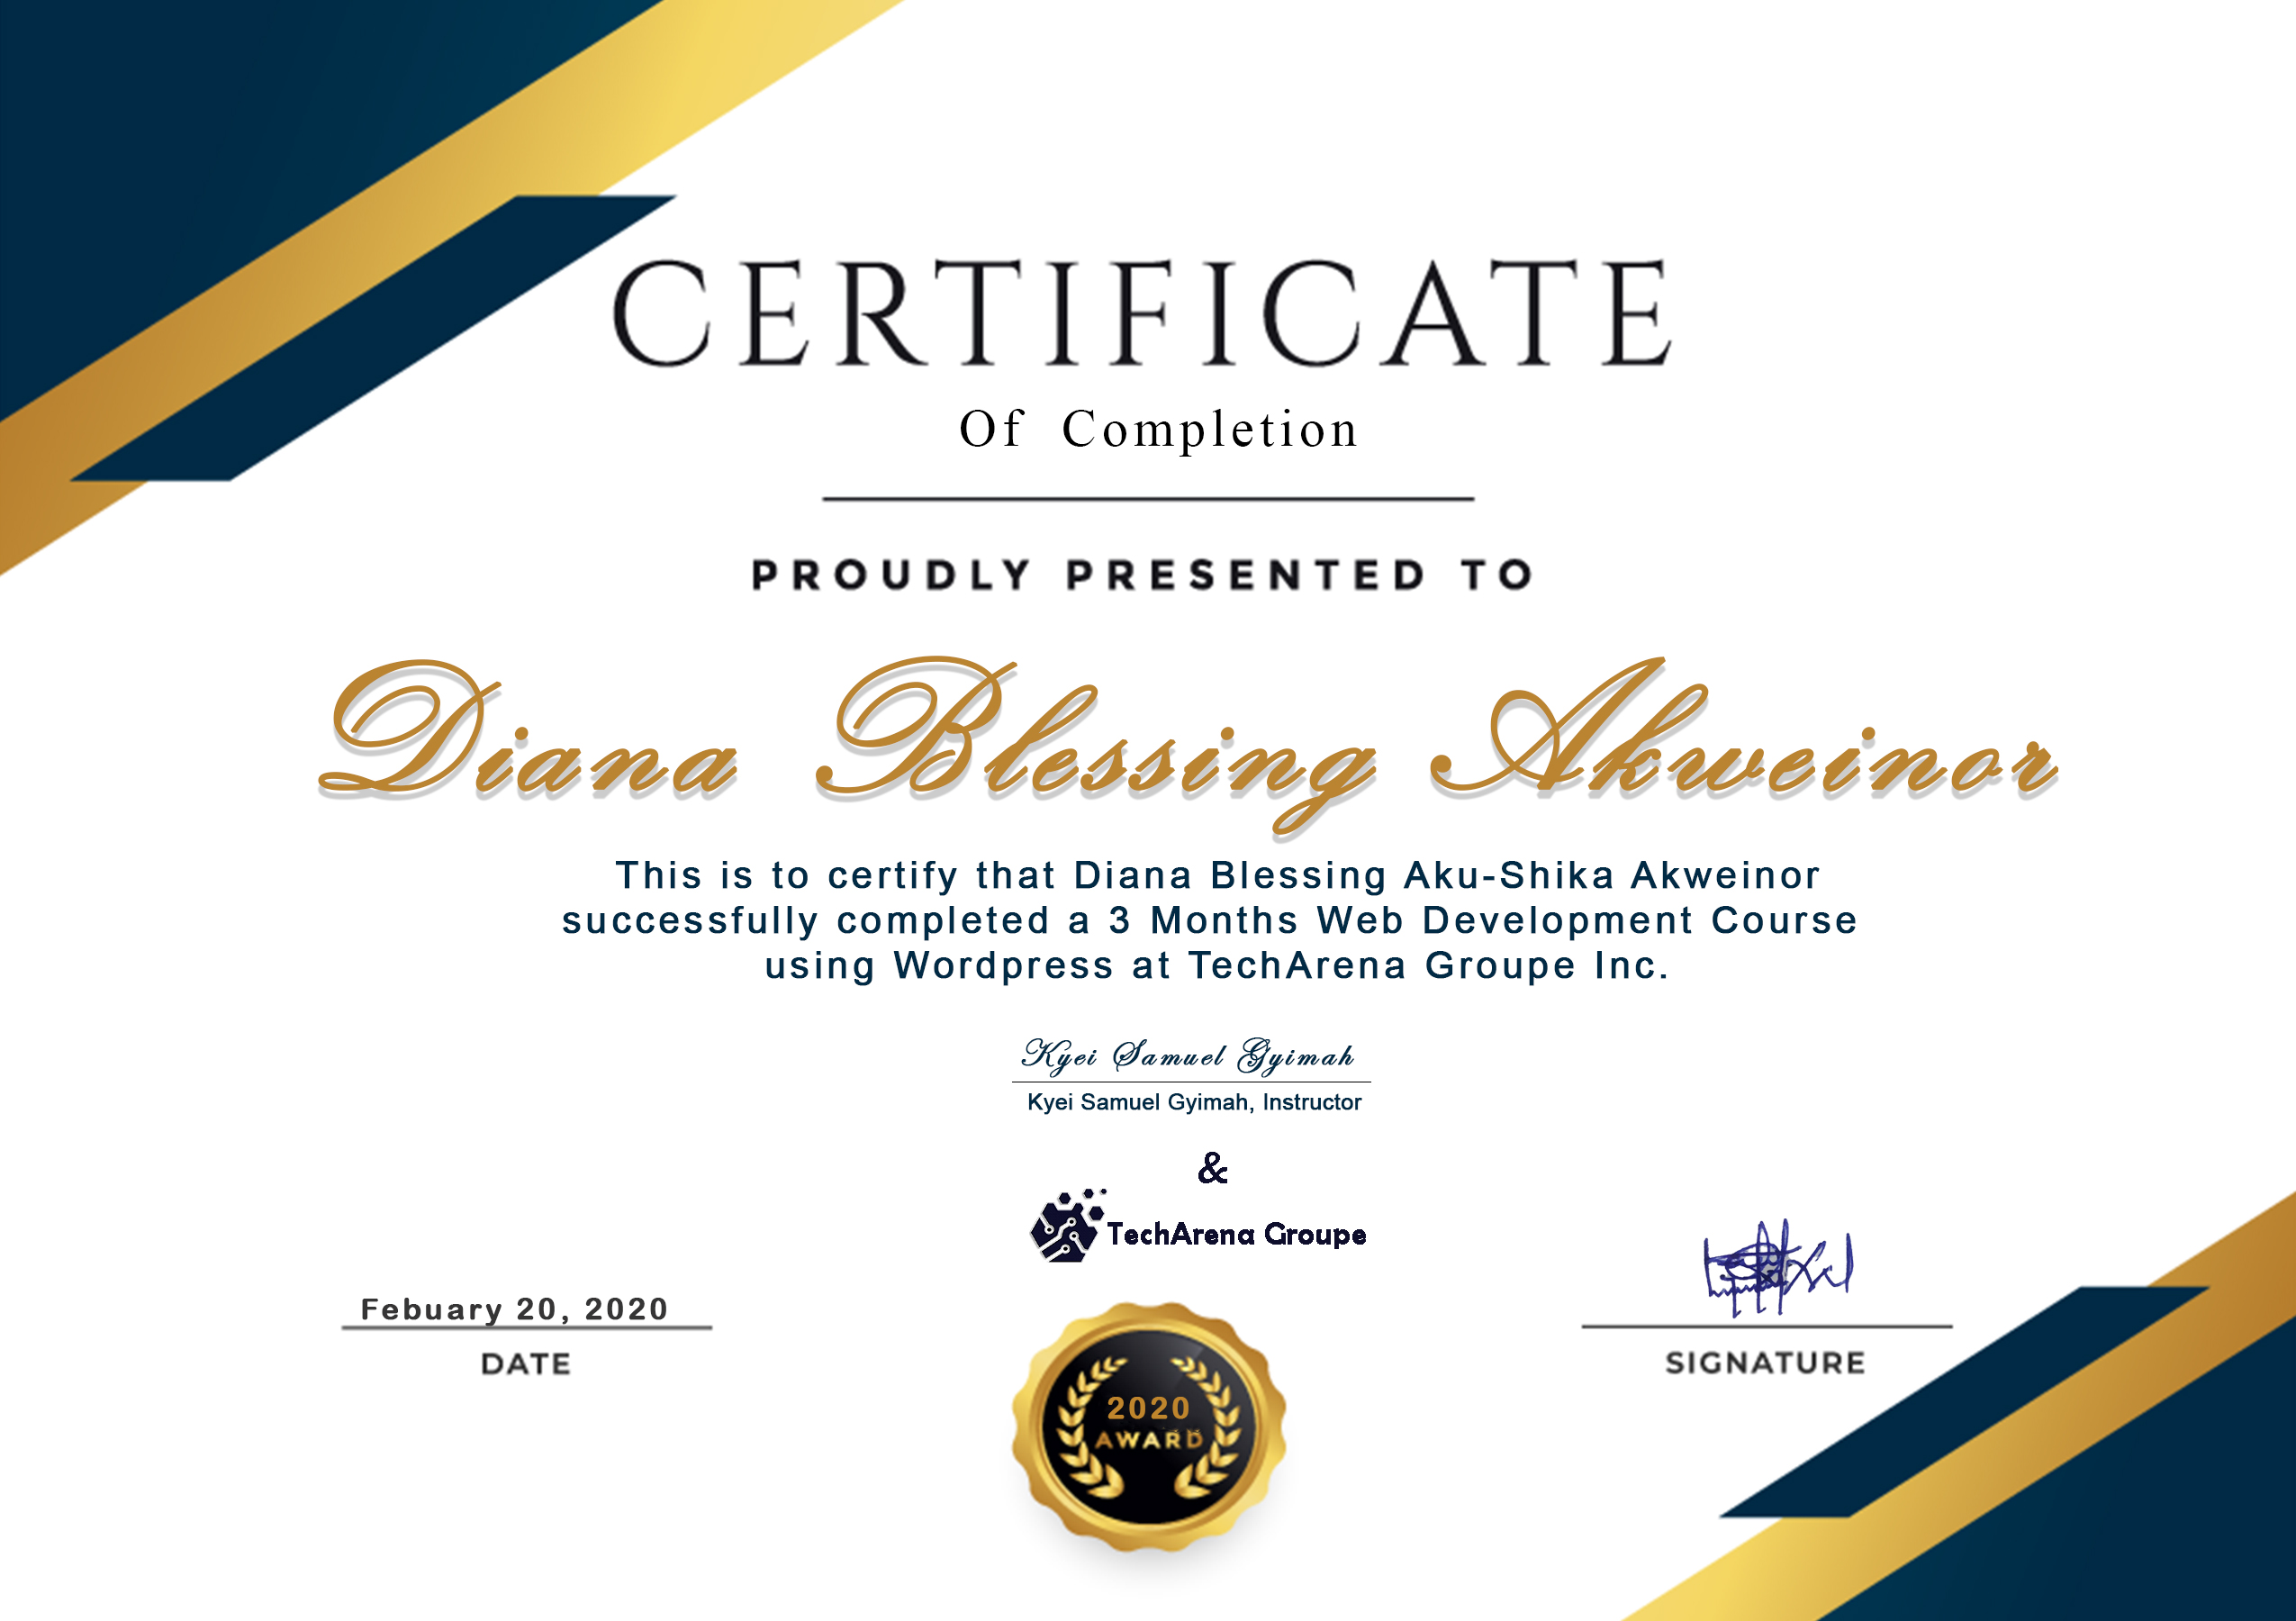 CERTIFICATE
Of Completion
PROUDLY PRESENTED TO
Diana Blessing Akweinor
This is to certify that Diana Blessing Aku-Shika Akweinor
successfully completed a 3 Months Web Development Course
using Wordpress at TechArena Groupe Inc.
Kyei Samuel Gyimah
Kyei Samuel Gyimah, Instructor
&
TechArena Groupe
Febuary 20, 2020
DATE
SIGNATURE
2020
AWARD